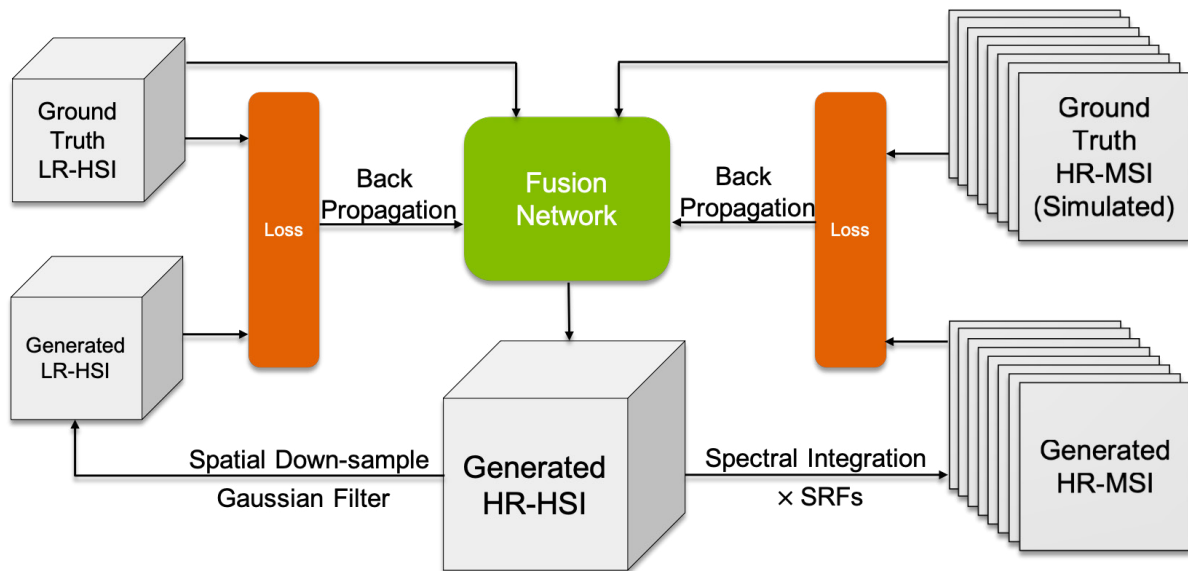 Ground
Truth
LR-HSI
Loss
Back
Propagation
Fusion
Network
Back
Propagation
Loss
Ground
Truth
HR-MSI
(Simulated)
Generated
LR-HSI
Spatial Down-sample
Gaussian Filter
Generated
HR-HSI
Spectral Integration
× SRFs
Generated
HR-MSI